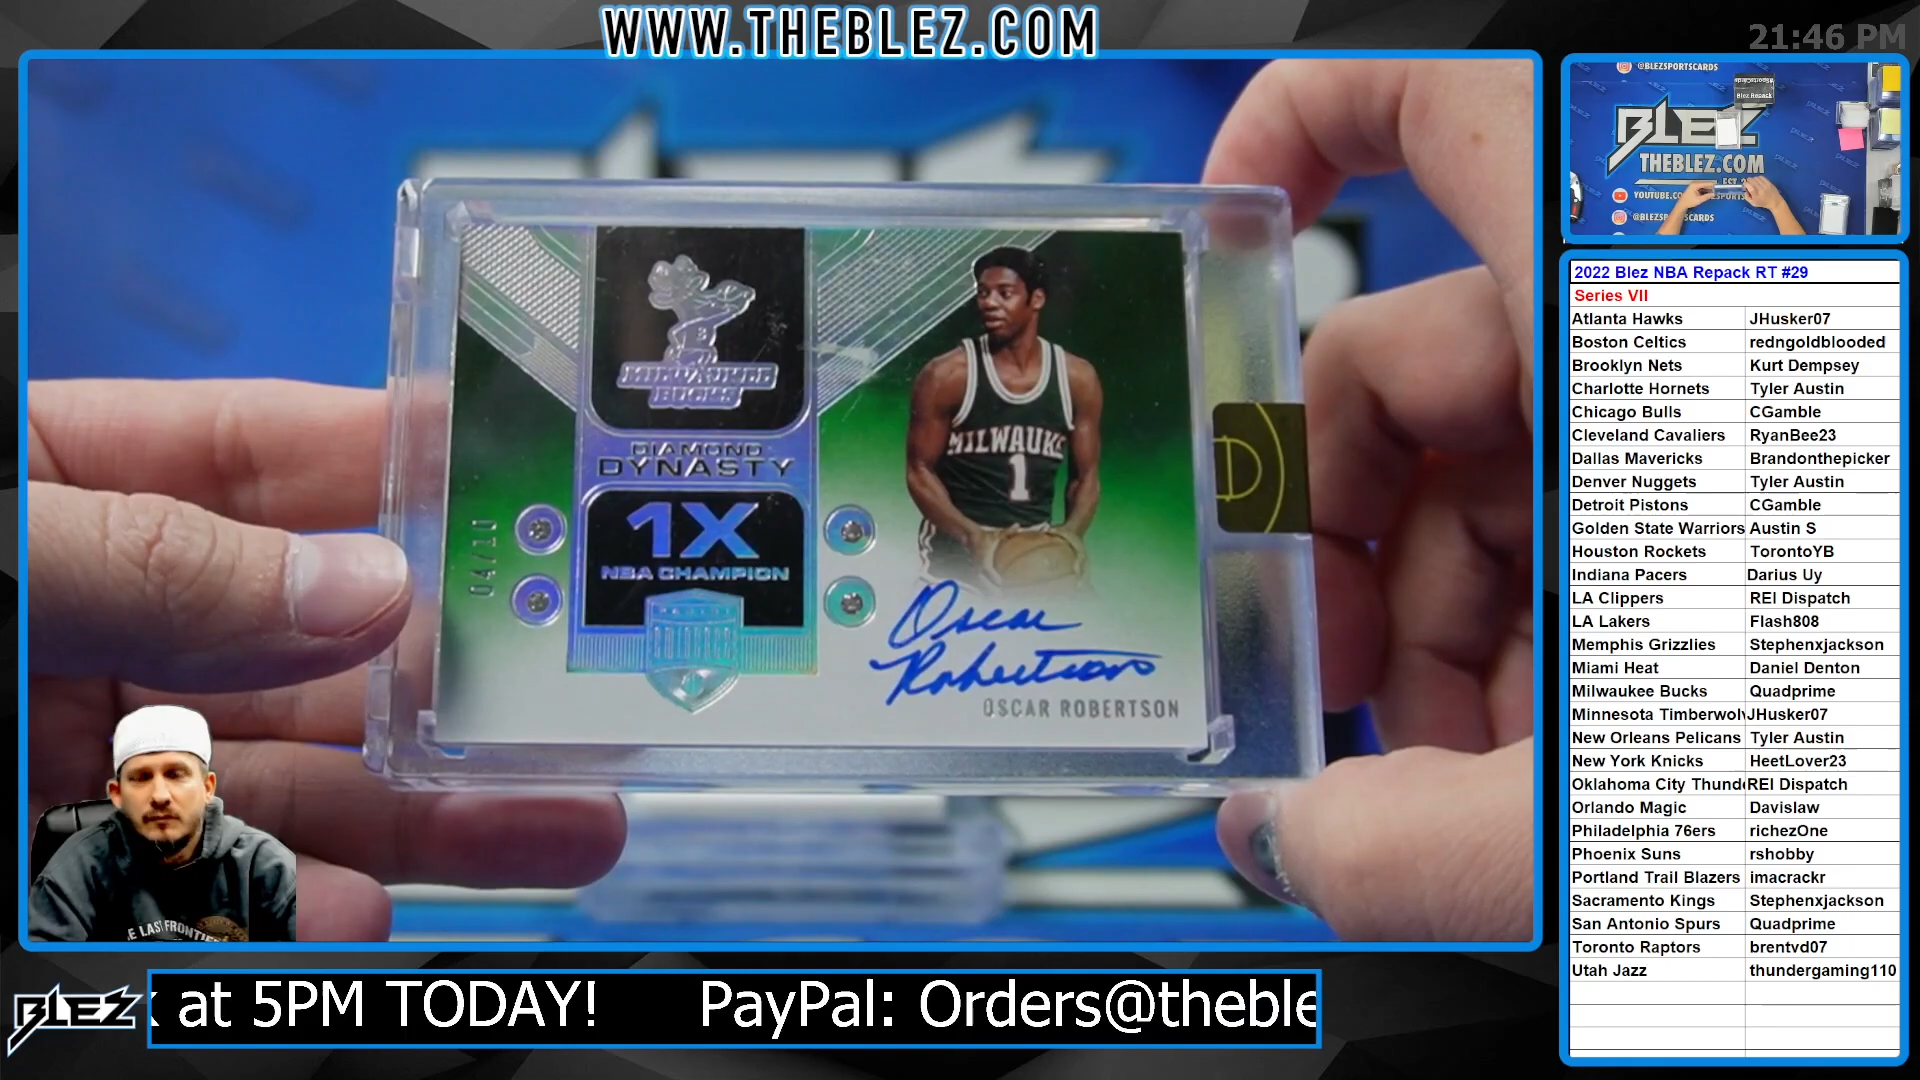 WWW.THEBLEZ.COM
21:46 PM
MILWAUKEE
BUCKS
DIAMOND
DYNASTY
1X
NBA CHAMPION
04/10
MILWAUKE
1
Oscar
Robertson
OSCAR ROBERTSON
@BLEZSPORTSCARDS
Blez Repack
BLEZ
THEBLEZ.COM
2022 Blez NBA Repack RT #29
Series VII
Atlanta Hawks JHusker07
Boston Celtics redngoldblooded
Brooklyn Nets Kurt Dempsey
Charlotte Hornets Tyler Austin
Chicago Bulls CGamble
Cleveland Cavaliers RyanBee23
Dallas Mavericks Brandonthepicker
Denver Nuggets Tyler Austin
Detroit Pistons CGamble
Golden State Warriors Austin S
Houston Rockets TorontoYB
Indiana Pacers Darius Uy
LA Clippers REI Dispatch
LA Lakers Flash808
Memphis Grizzlies Stephenxjackson
Miami Heat Daniel Denton
Milwaukee Bucks Quadprime
Minnesota Timberwolv JHusker07
New Orleans Pelicans Tyler Austin
New York Knicks HeetLover23
Oklahoma City Thunde REI Dispatch
Orlando Magic Davislaw
Philadelphia 76ers richezOne
Phoenix Suns rshobby
Portland Trail Blazers imacrackr
Sacramento Kings Stephenxjackson
San Antonio Spurs Quadprime
Toronto Raptors brentvd07
Utah Jazz thundergaming110
BLEZ
at 5PM TODAY! PayPal: Orders@theble